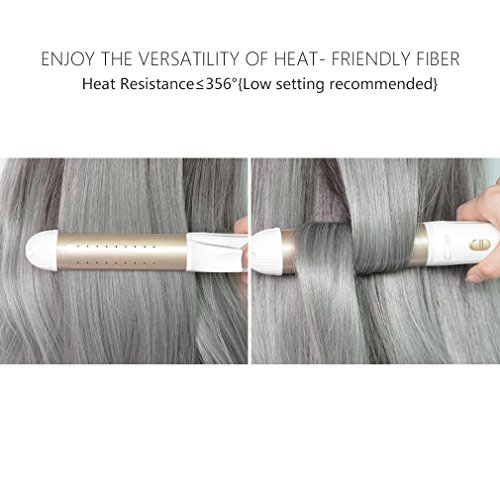 ENJOY THE VERSATILITY OF HEAT- FRIENDLY FIBER
Heat Resistance≤356°{Low setting recommended}